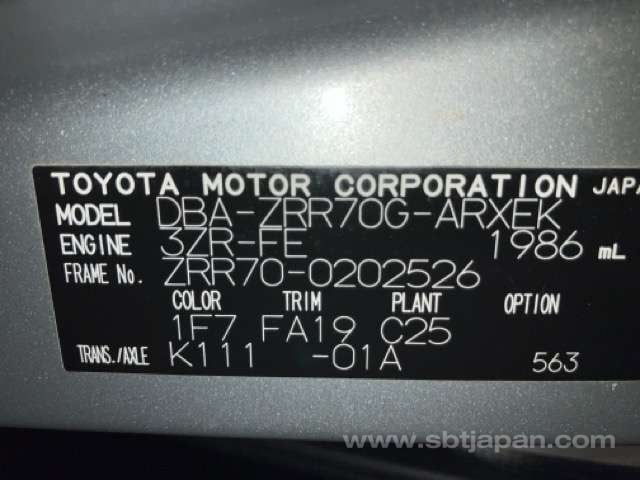 TOYOTA MOTOR CORPORATION JAPA
MODEL DBA-ZRR70G-ARXEK
ENGINE 3ZR-FE 1986 mL
FRAME No. ZRR70-0202526
COLOR TRIM PLANT OPTION
1F7 FA19 C25
TRANS./AXLE K111 -01A 563
www.sbtjapan.com